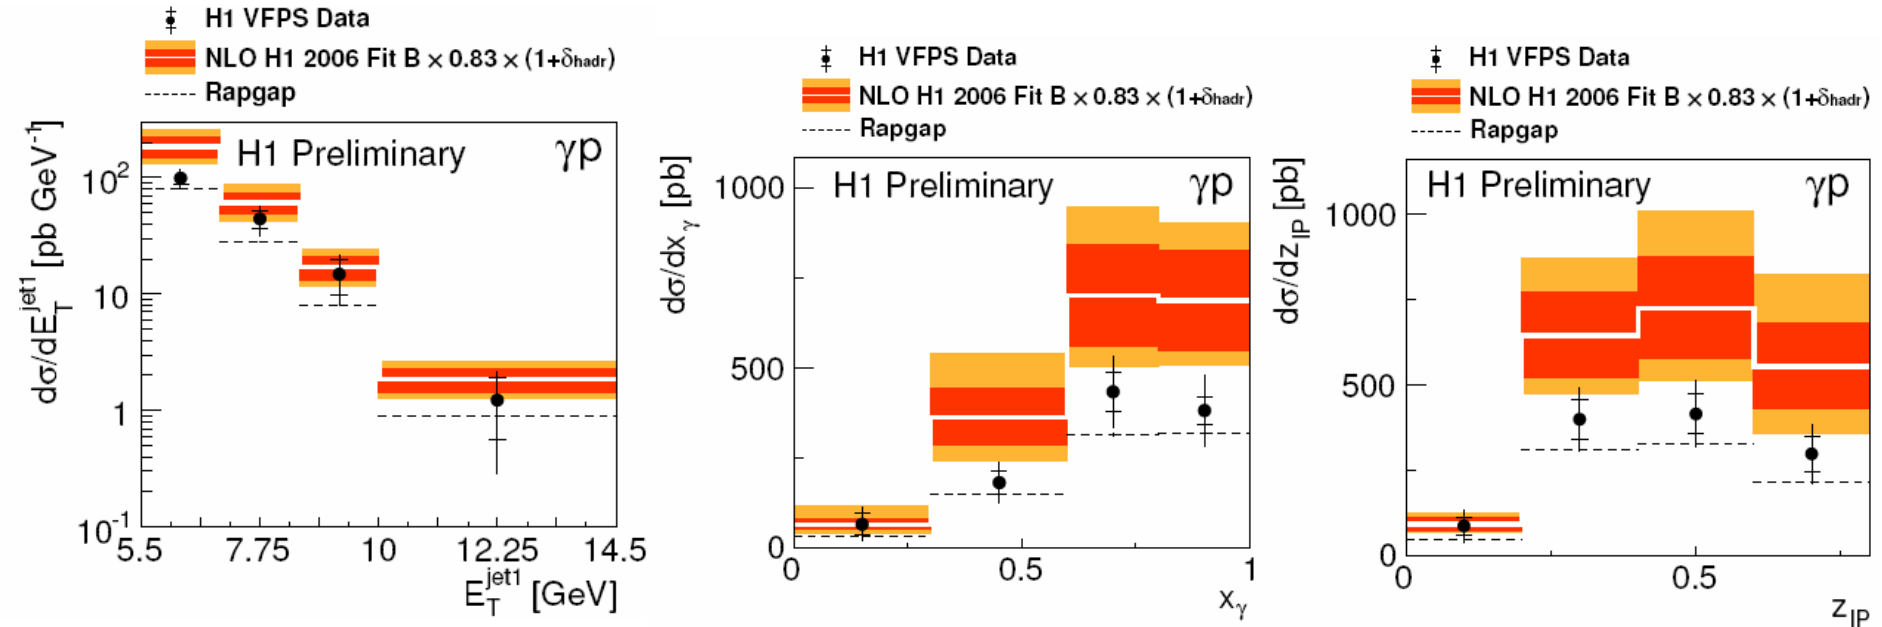 H1 VFPS Data
NLO H1 2006 Fit B × 0.83 × (1+δhadr)
Rapgap
dσ/dE_T^jet1 [pb GeV^-1]
H1 Preliminary
γp
10^2
10
1
10^-1
5.5 7.75 10 12.25 14.5
E_T^jet1 [GeV]
H1 VFPS Data
NLO H1 2006 Fit B × 0.83 × (1+δhadr)
Rapgap
dσ/dx_γ [pb]
H1 Preliminary
γp
1000
500
0
0 0.5 1
x_γ
H1 VFPS Data
NLO H1 2006 Fit B × 0.83 × (1+δhadr)
Rapgap
dσ/dz_IP [pb]
H1 Preliminary
γp
1000
500
0
0 0.5
z_IP